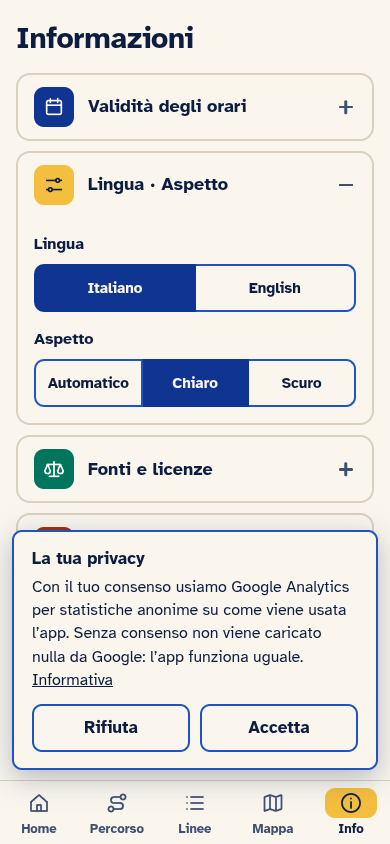 Informazioni
Validità degli orari
Lingua · Aspetto
Lingua
Italiano
English
Aspetto
Automatico
Chiaro
Scuro
Fonti e licenze
La tua privacy
Con il tuo consenso usiamo Google Analytics
per statistiche anonime su come viene usata
l’app. Senza consenso non viene caricato
nulla da Google: l’app funziona uguale.
Informativa
Rifiuta
Accetta
Home
Percorso
Linee
Mappa
Info